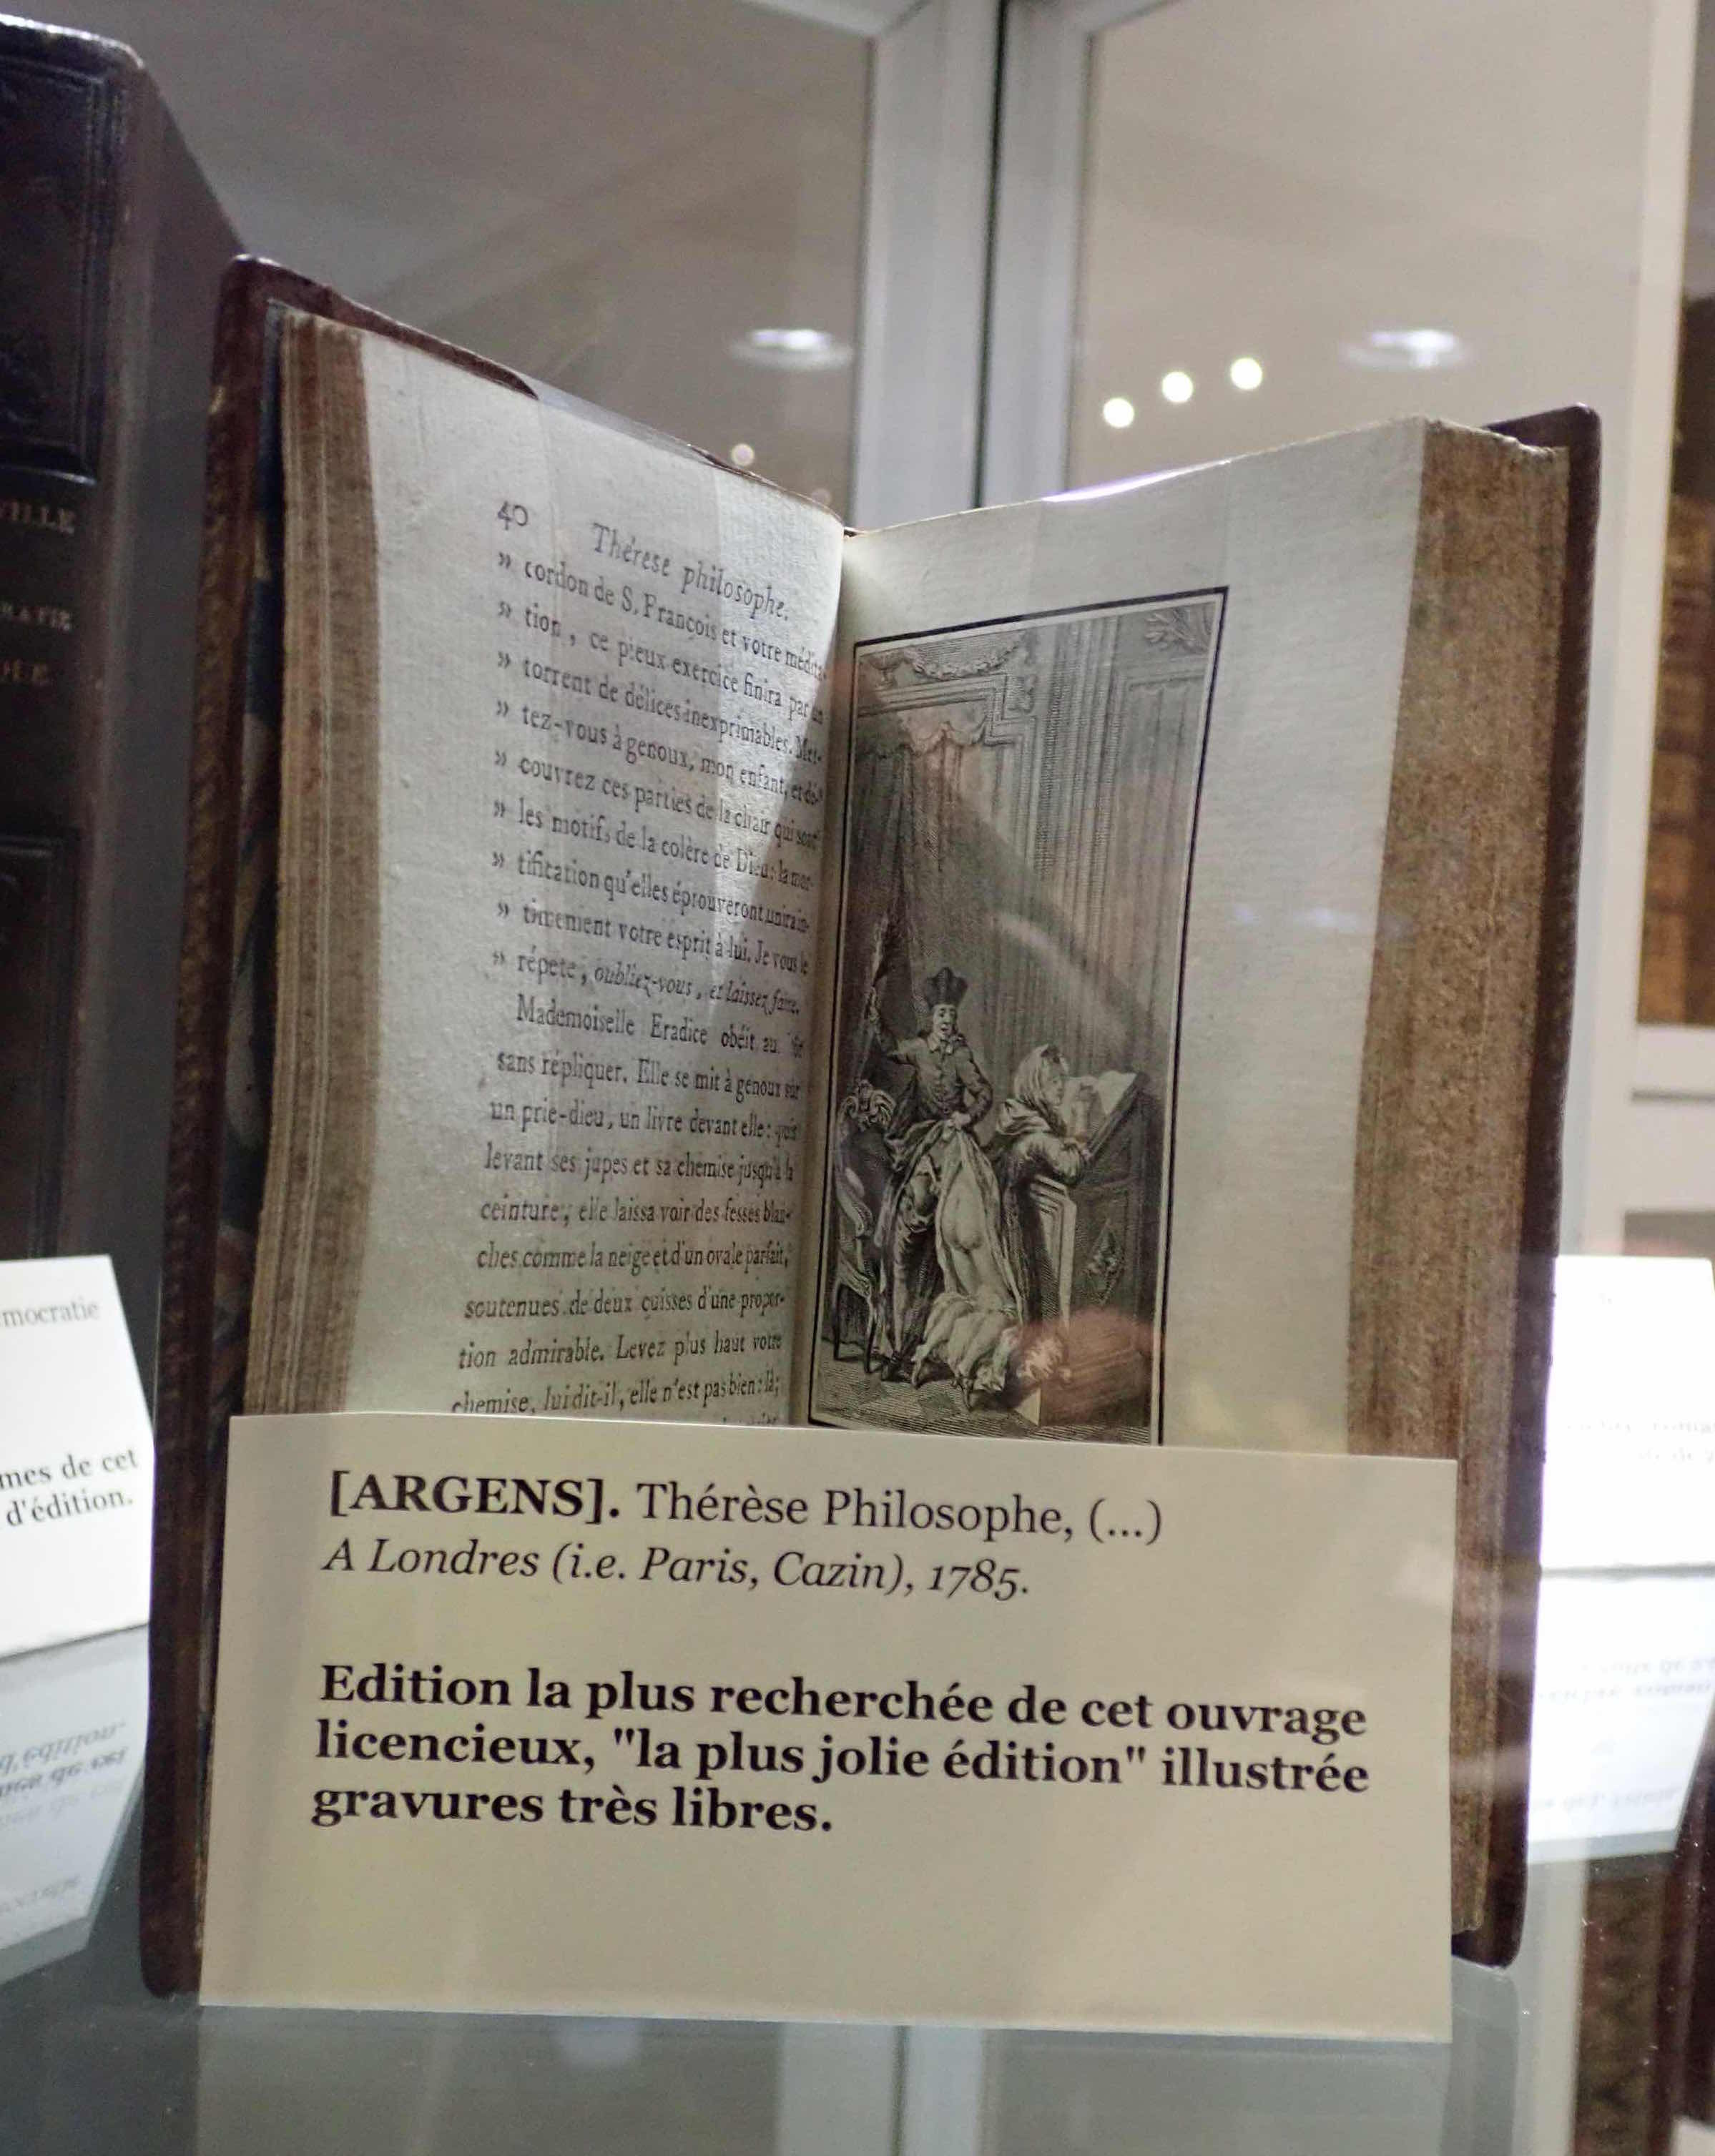 VILLE
mocratie
mes de cet
d'édition.
40 Thérese philosophe.
» cordon de S. François et votre médita-
» tion, ce pieux exercice finira par un
» torrent de délices inexprimables. Met-
» tez-vous à genoux, mon enfant, et dé-
» couvrez ces parties de la chair qui sont
» les motifs de la colère de Dieu: la mor-
» tification qu'elles éprouveront unira in-
» timement votre esprit à lui. Je vous le
» répete, oubliez-vous, et laissez faire.
Mademoiselle Eradice obéit au
sans répliquer. Elle se mit à genoux sur
un prie-dieu, un livre devant elle: puis
levant ses jupes et sa chemise jusqu'à la
ceinture, elle laissa voir des fesses blan-
ches comme la neige et d'un ovale parfait,
soutenues de deux cuisses d'une propor-
tion admirable. Levez plus haut votre
chemise, lui dit-il, elle n'est pas bien: là;
[ARGENS]. Thérèse Philosophe, (...)
A Londres (i.e. Paris, Cazin), 1785.
Edition la plus recherchée de cet ouvrage
licencieux, "la plus jolie édition" illustrée
gravures très libres.